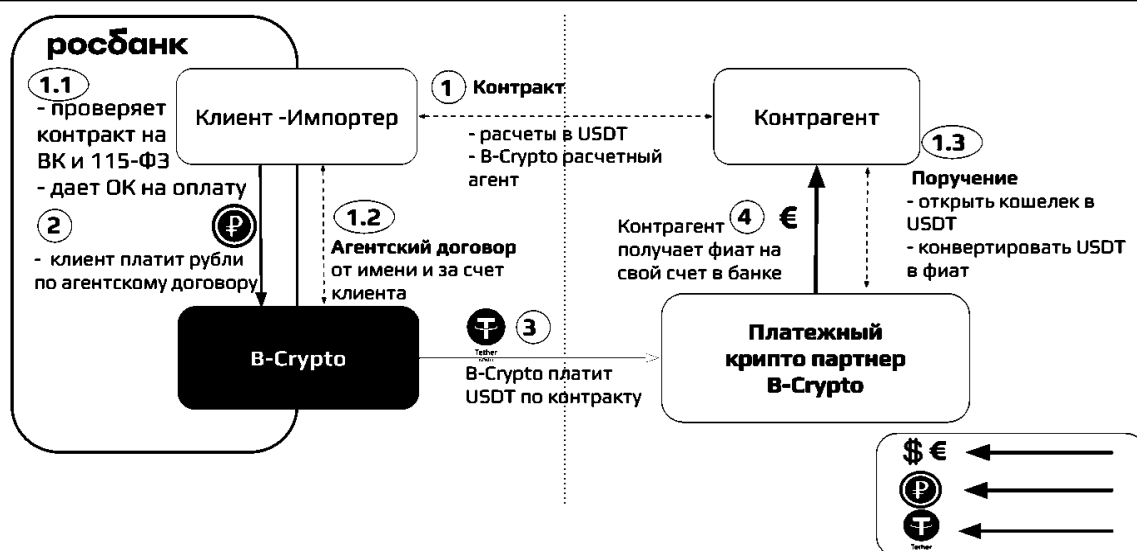 росбанк
1.1
- проверяет
контракт на
ВК и 115-ФЗ
- дает ОК на оплату
2
- клиент платит рубли
по агентскому договору
Клиент -Импортер
1 Контракт
- расчеты в USDT
- B-Crypto расчетный
агент
Контрагент
1.2
Агентский договор
от имени и за счет
клиента
1.3
Поручение
- открыть кошелек в
USDT
- конвертировать USDT
в фиат
Контрагент 4 €
получает фиат на
свой счет в банке
B-Crypto
Tether
3
B-Crypto платит
USDT по контракту
Платежный
крипто партнер
B-Crypto
$ €
₽
Tether